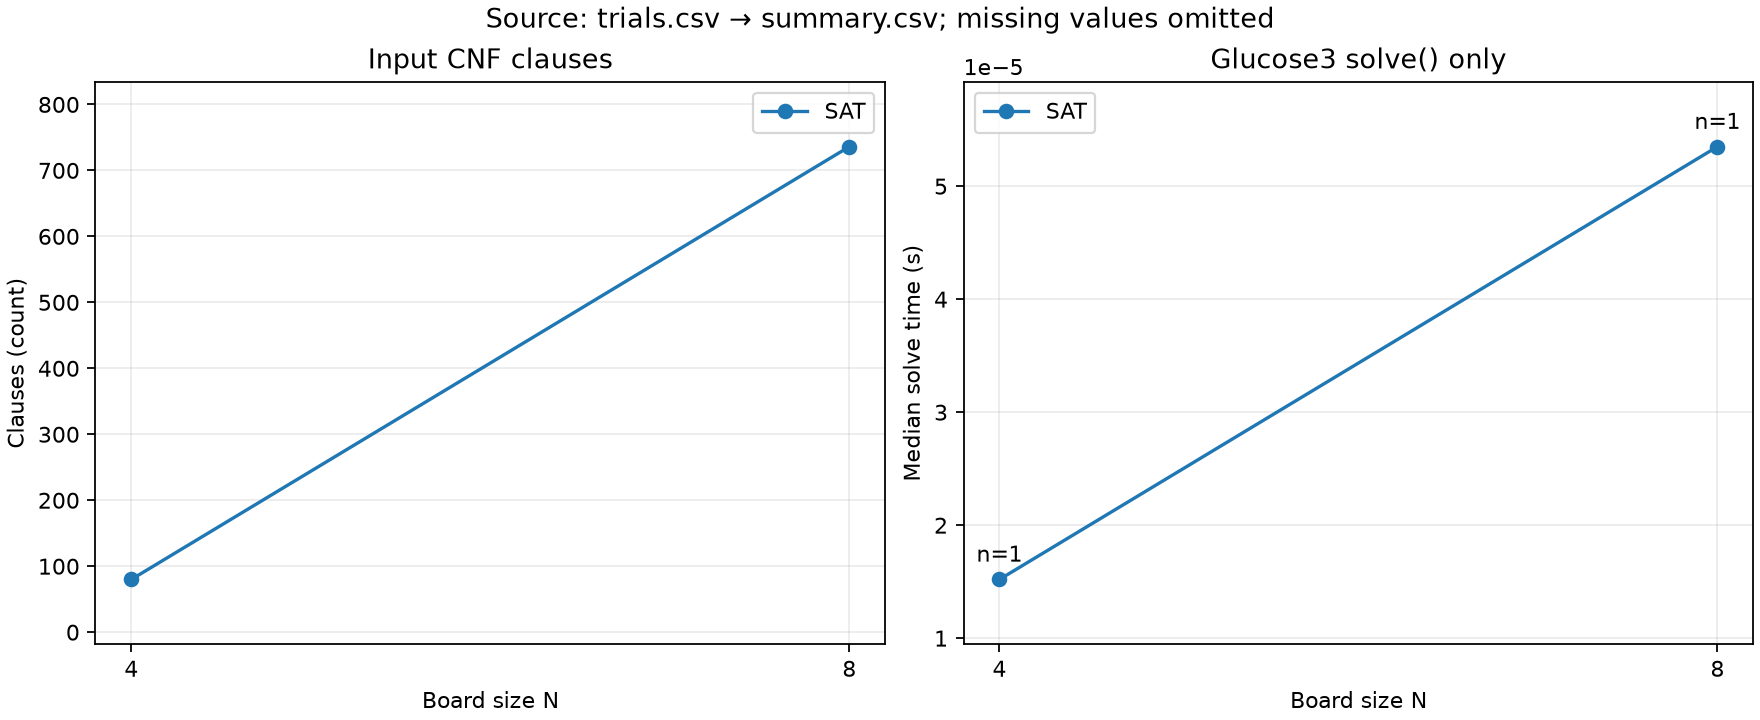 Source: trials.csv → summary.csv; missing values omitted
Input CNF clauses
800
700
600
500
400
300
200
100
0
Clauses (count)
SAT
4
8
Board size N
Glucose3 solve() only
1e−5
5
4
3
2
1
Median solve time (s)
SAT
n=1
n=1
4
8
Board size N